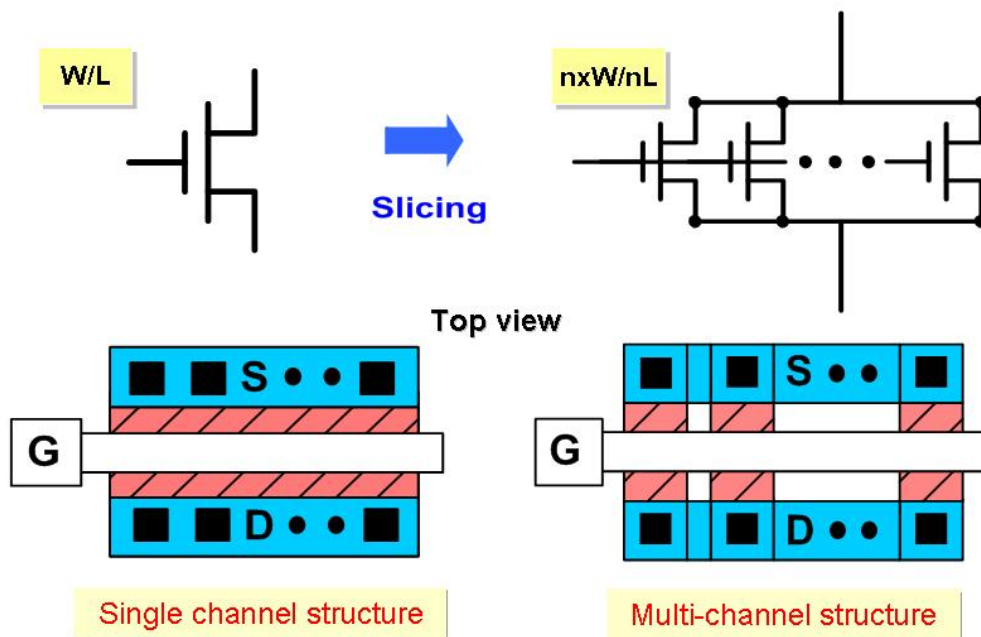 W/L
nxW/nL
Slicing
Top view
S
S
G
G
D
D
Single channel structure
Multi-channel structure